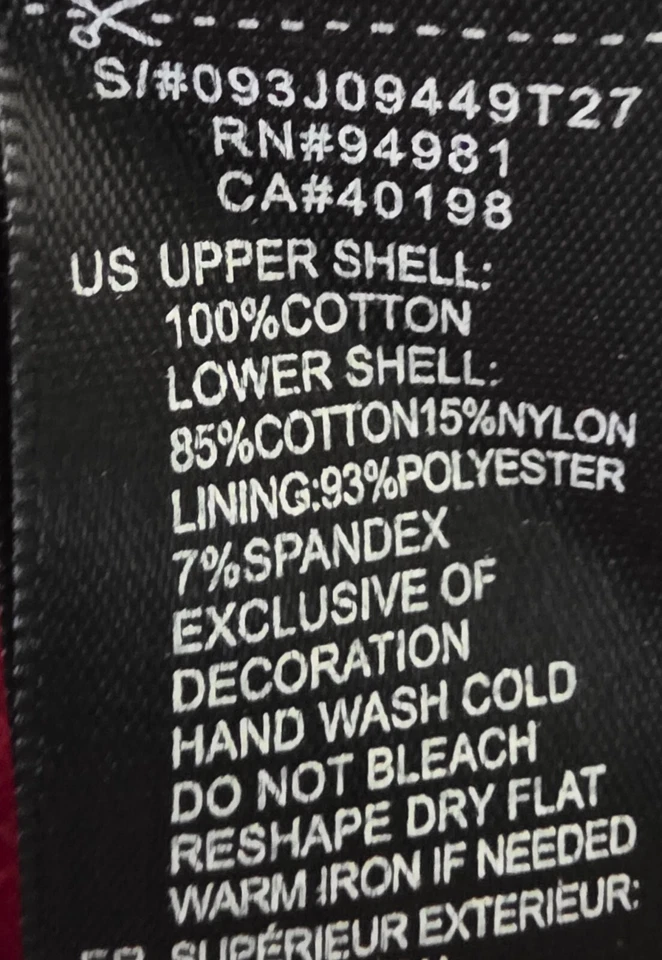 S/#093J09449T27
RN#94981
CA#40198
US UPPER SHELL:
100%COTTON
LOWER SHELL:
85%COTTON15%NYLON
LINING:93%POLYESTER
7%SPANDEX
EXCLUSIVE OF
DECORATION
HAND WASH COLD
DO NOT BLEACH
RESHAPE DRY FLAT
WARM IRON IF NEEDED
FR SUPÉRIEUR EXTERIEUR: